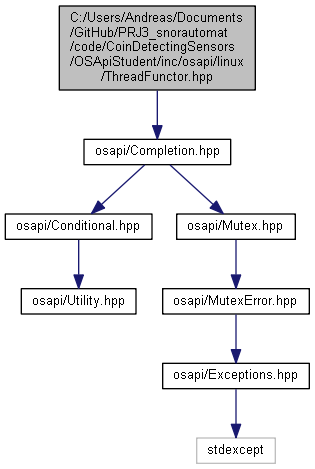 C:/Users/Andreas/Documents
/GitHub/PRJ3_snorautomat
/code/CoinDetectingSensors
/OSApiStudent/inc/osapi/linux
/ThreadFunctor.hpp
osapi/Completion.hpp
osapi/Conditional.hpp
osapi/Mutex.hpp
osapi/Utility.hpp
osapi/MutexError.hpp
osapi/Exceptions.hpp
stdexcept